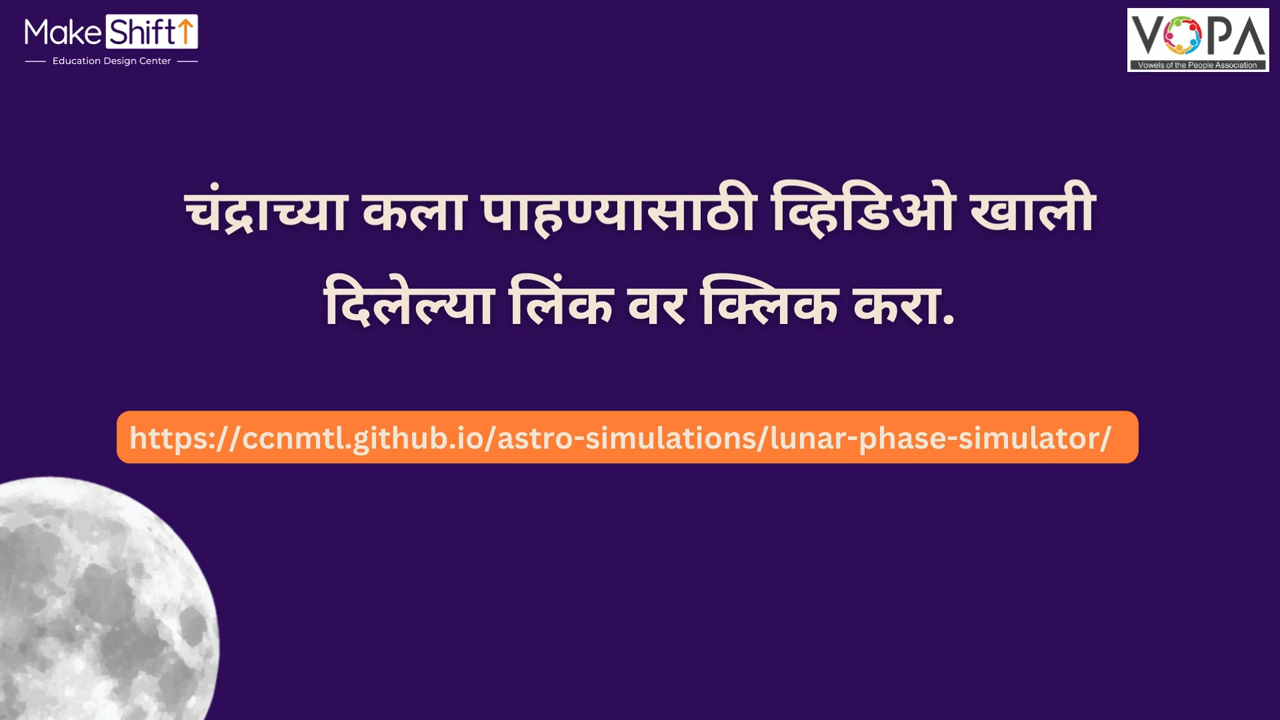 MakeShift↑
Education Design Center
VOPA
Vowels of the People Association
चंद्राच्या कला पाहण्यासाठी व्हिडिओ खाली
दिलेल्या लिंक वर क्लिक करा.
https://ccnmtl.github.io/astro-simulations/lunar-phase-simulator/